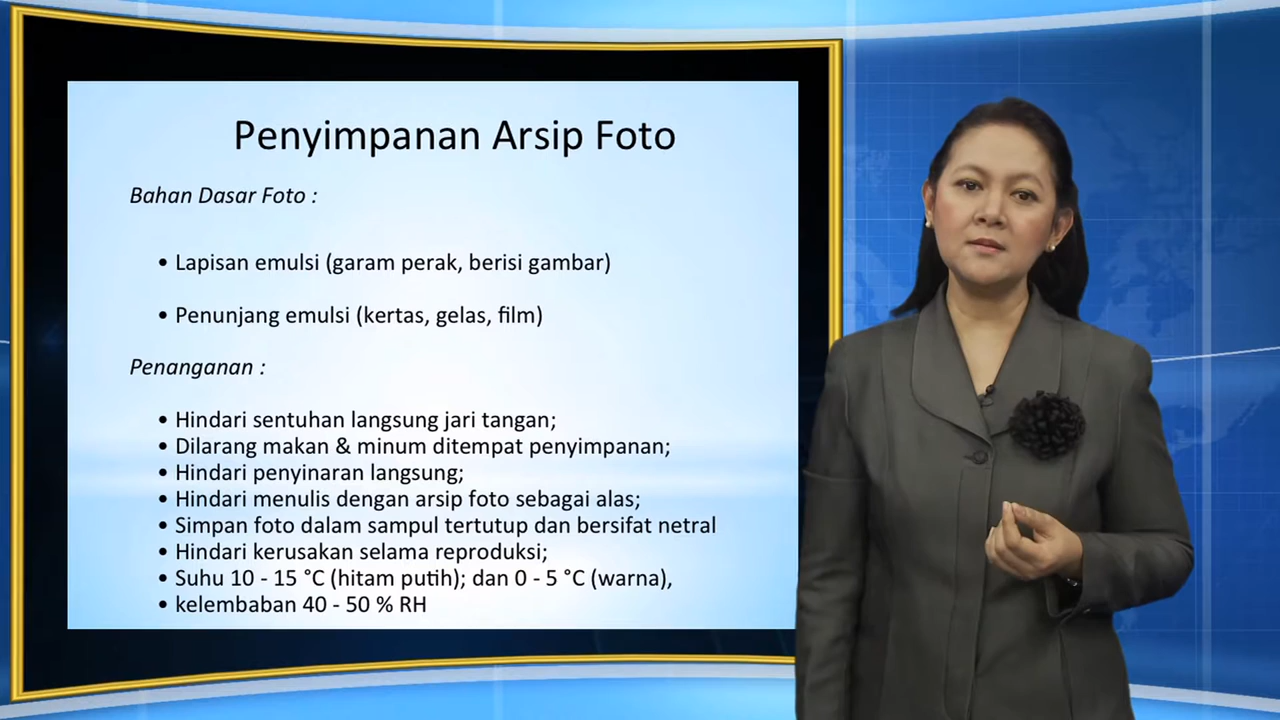 Penyimpanan Arsip Foto
Bahan Dasar Foto :
• Lapisan emulsi (garam perak, berisi gambar)
• Penunjang emulsi (kertas, gelas, film)
Penanganan :
• Hindari sentuhan langsung jari tangan;
• Dilarang makan & minum ditempat penyimpanan;
• Hindari penyinaran langsung;
• Hindari menulis dengan arsip foto sebagai alas;
• Simpan foto dalam sampul tertutup dan bersifat netral
• Hindari kerusakan selama reproduksi;
• Suhu 10 - 15 °C (hitam putih); dan 0 - 5 °C (warna),
• kelembaban 40 - 50 % RH